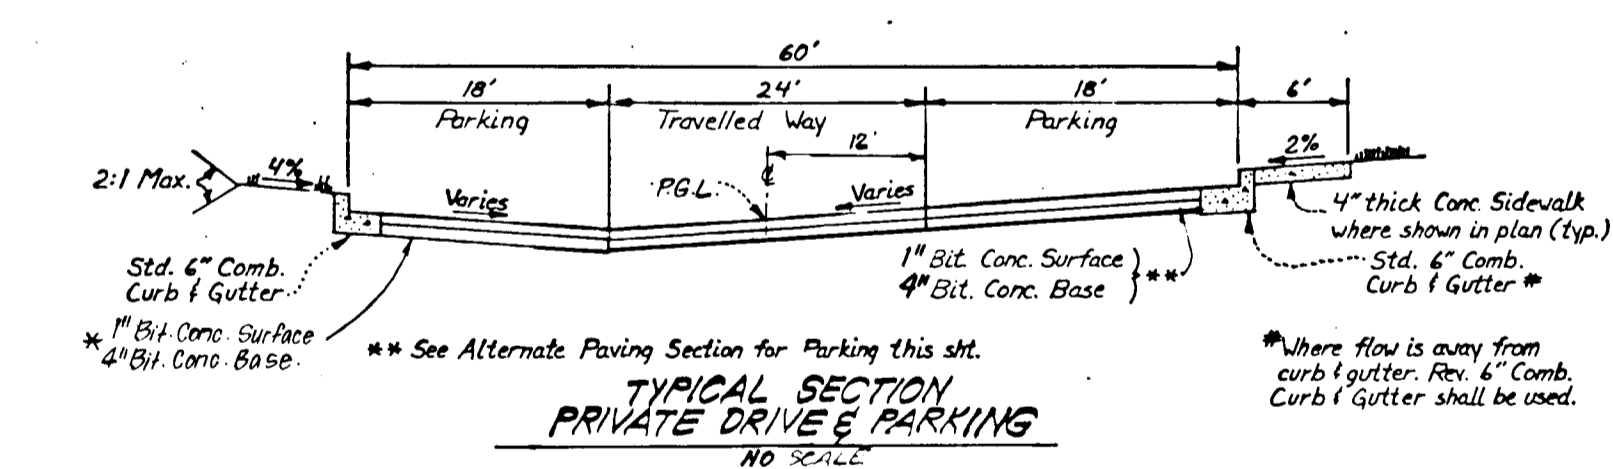 60'
18'
24'
18'
6'
Parking
Travelled Way
Parking
12'
2:1 Max.
4%
2%
℄
P.G.L.
Varies
Varies
4" thick Conc. Sidewalk
where shown in plan (typ.)
Std. 6" Comb.
Curb & Gutter
1" Bit. Conc. Surface
4" Bit. Conc. Base
**
Std. 6" Comb.
Curb & Gutter #
* 1" Bit. Conc. Surface
4" Bit. Conc. Base.
** See Alternate Paving Section for Parking this sht.
#Where flow is away from
curb & gutter. Rev. 6" Comb.
Curb & Gutter shall be used.
TYPICAL SECTION
PRIVATE DRIVE & PARKING
NO SCALE